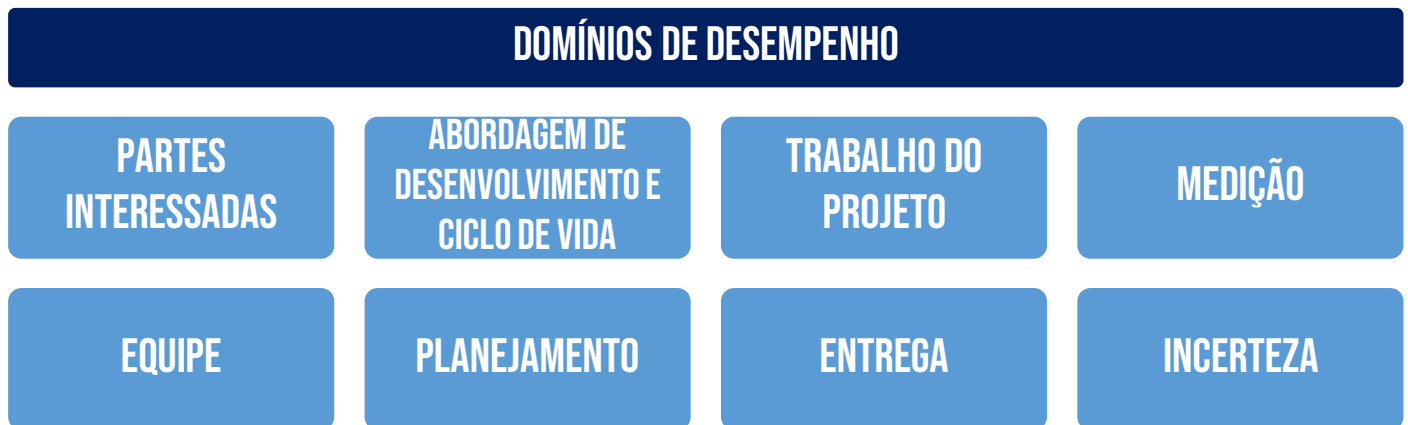 DOMÍNIOS DE DESEMPENHO
PARTES
INTERESSADAS
ABORDAGEM DE
DESENVOLVIMENTO E
CICLO DE VIDA
TRABALHO DO
PROJETO
MEDIÇÃO
EQUIPE
PLANEJAMENTO
ENTREGA
INCERTEZA